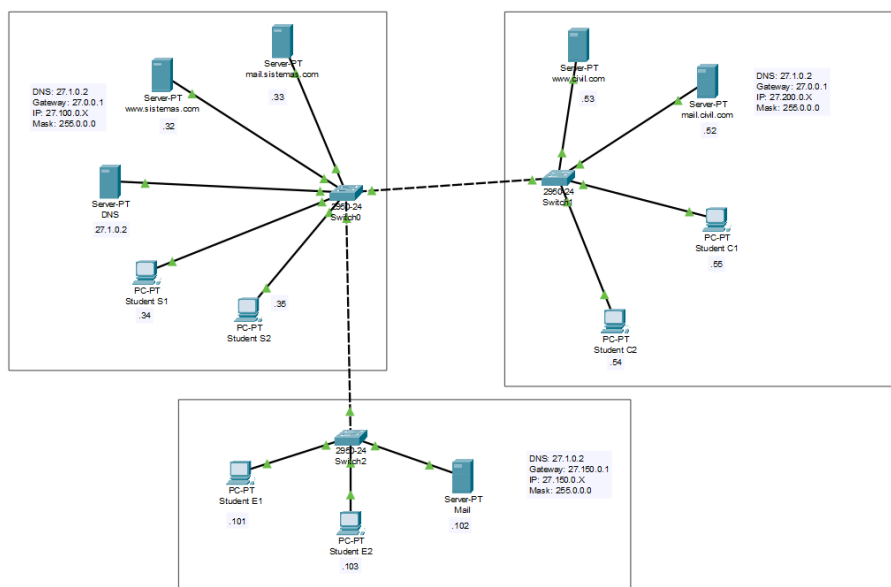 Server-PT
mail.sistemas.com
.33
Server-PT
www.sistemas.com
.32
DNS: 27.1.0.2
Gateway: 27.0.0.1
IP: 27.100.0.X
Mask: 255.0.0.0
Server-PT
DNS
27.1.0.2
2950-24
Switch0
PC-PT
Student S1
.34
.35
PC-PT
Student S2
Server-PT
www.civil.com
.53
Server-PT
mail.civil.com
.52
DNS: 27.1.0.2
Gateway: 27.0.0.1
IP: 27.200.0.X
Mask: 255.0.0.0
2950-24
Switch1
PC-PT
Student C1
.55
PC-PT
Student C2
.54
2950-24
Switch2
PC-PT
Student E1
.101
PC-PT
Student E2
.103
Server-PT
Mail
.102
DNS: 27.1.0.2
Gateway: 27.150.0.1
IP: 27.150.0.X
Mask: 255.0.0.0